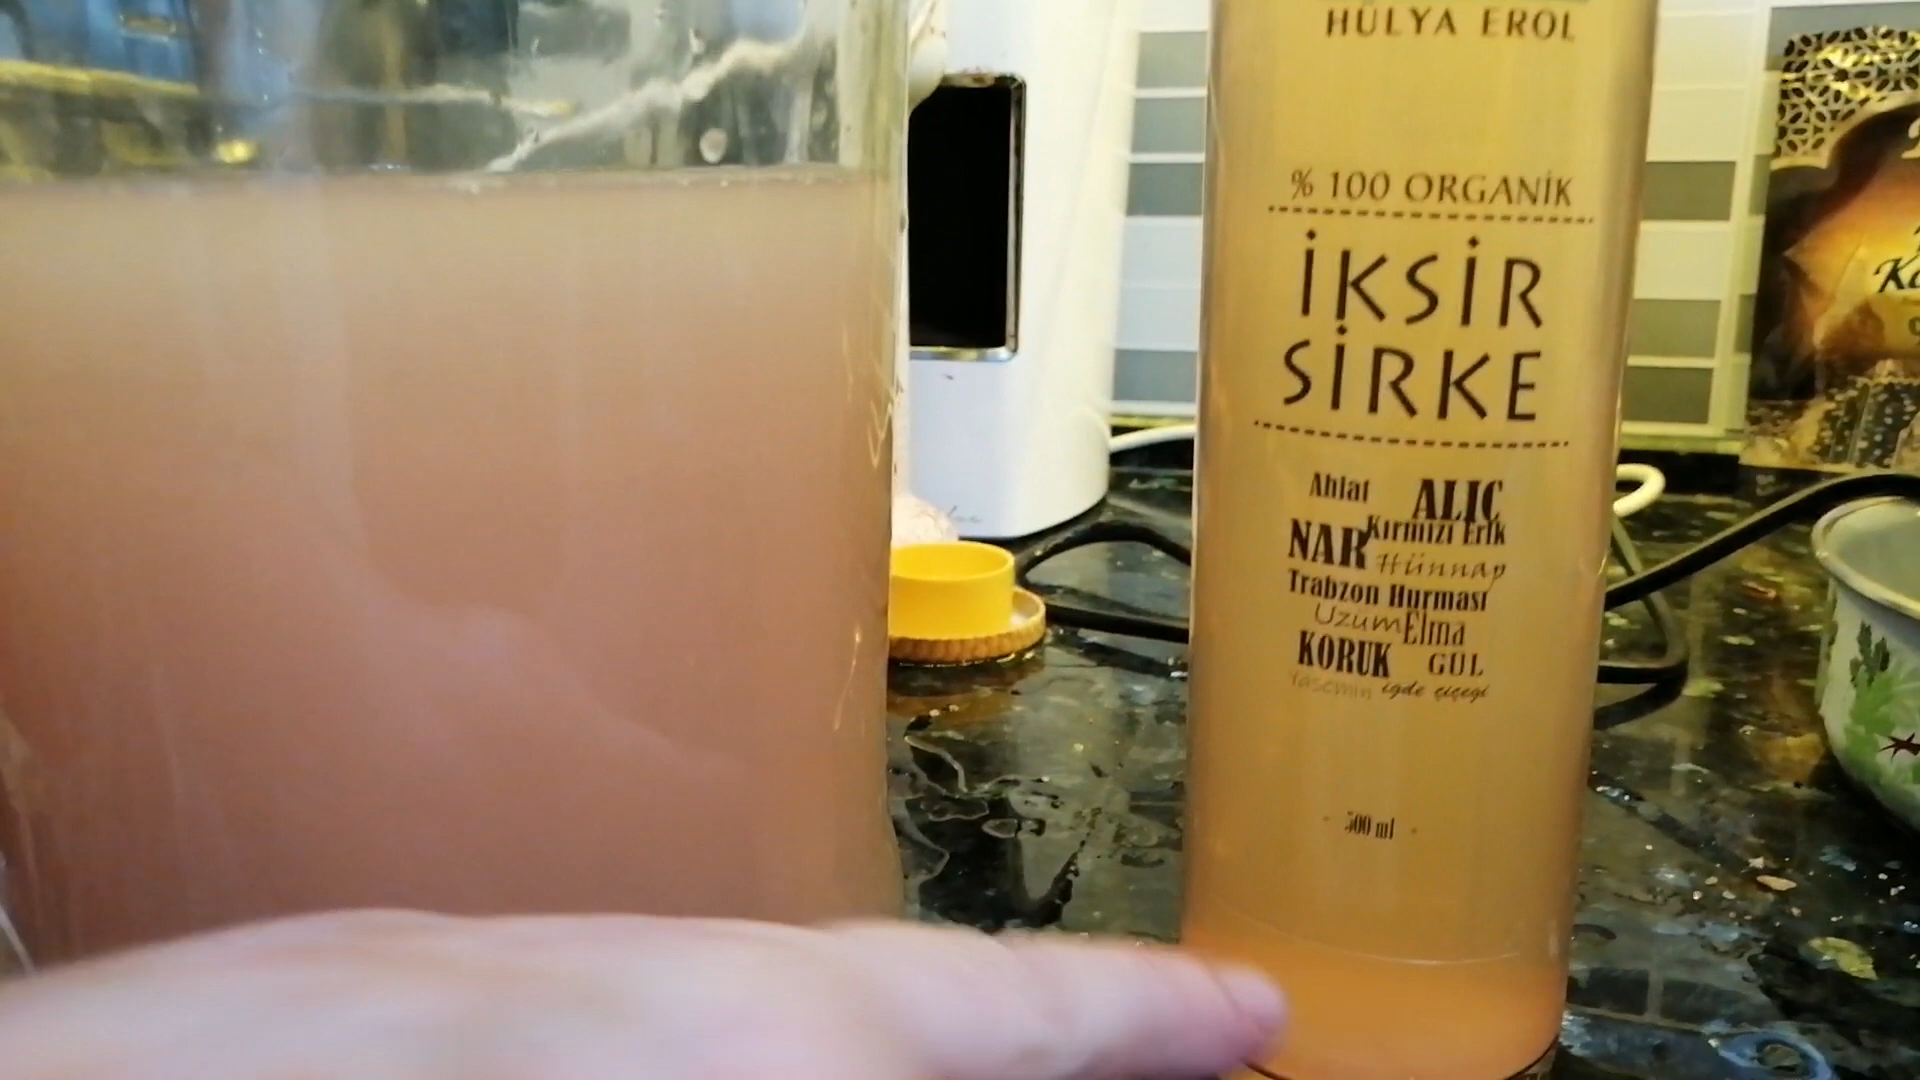 HÜLYA EROL
% 100 ORGANİK
İKSİR
SİRKE
Ahlat ALIÇ
Kırmızı Erik
NAR Hünnap
Trabzon Hurması
Üzüm Elma
KORUK GÜL
Yasemin iğde çiçeği
500 ml